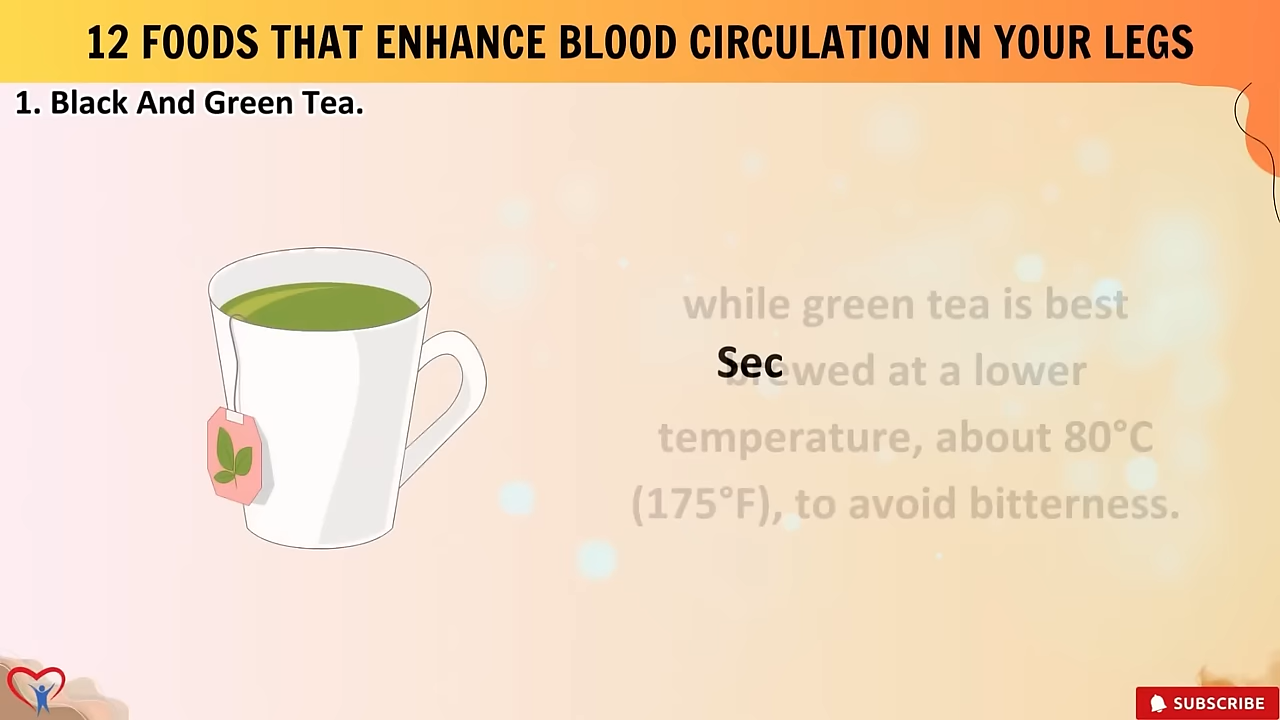 12 FOODS THAT ENHANCE BLOOD CIRCULATION IN YOUR LEGS
1. Black And Green Tea.
while green tea is best
Sec
brewed at a lower
temperature, about 80°C
(175°F), to avoid bitterness.
SUBSCRIBE